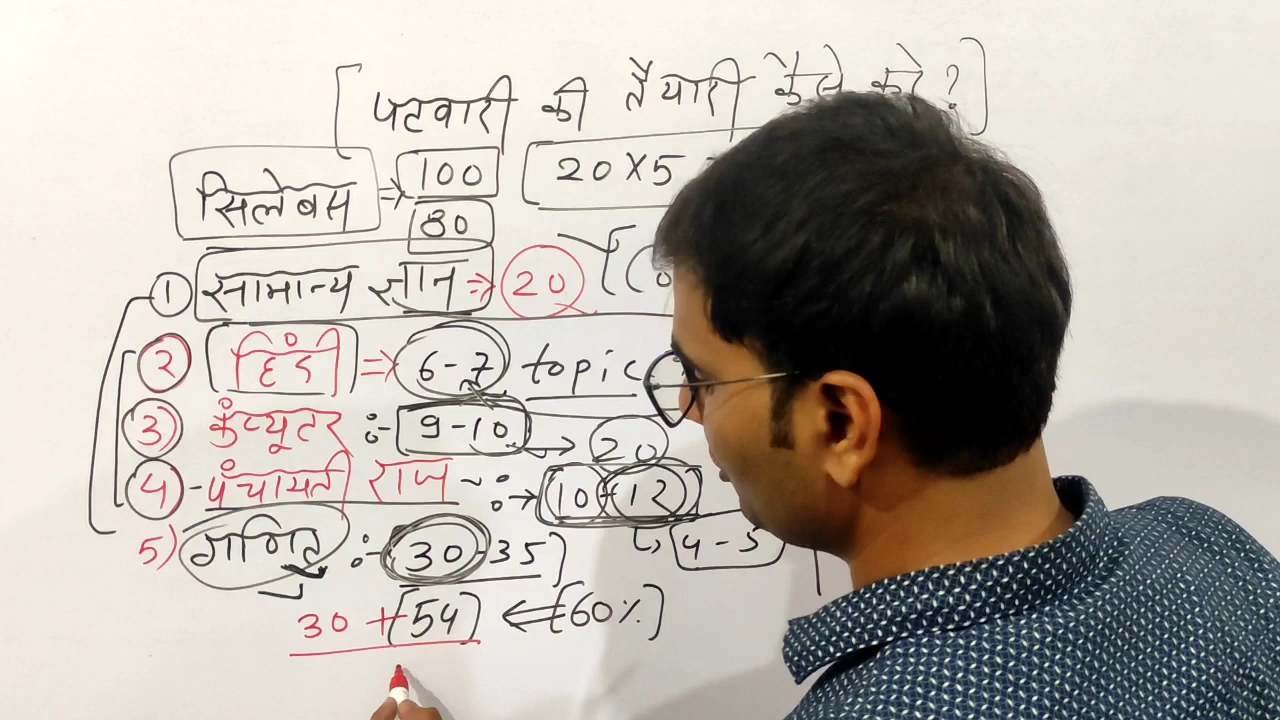 [पटवारी की तैयारी कैसे करे ?]
सिलेबस ⇒ 100 20X5
80
① सामान्य ज्ञान ⇒ 20
② हिंदी ⇒ 6-7 topic
③ कंप्यूटर :- 9-10 → 20
④ - पंचायती राज ~ : → 10-12
↳ 4-5
5) गणित :- 30-35]
30 + [54] ⇐ [60%]